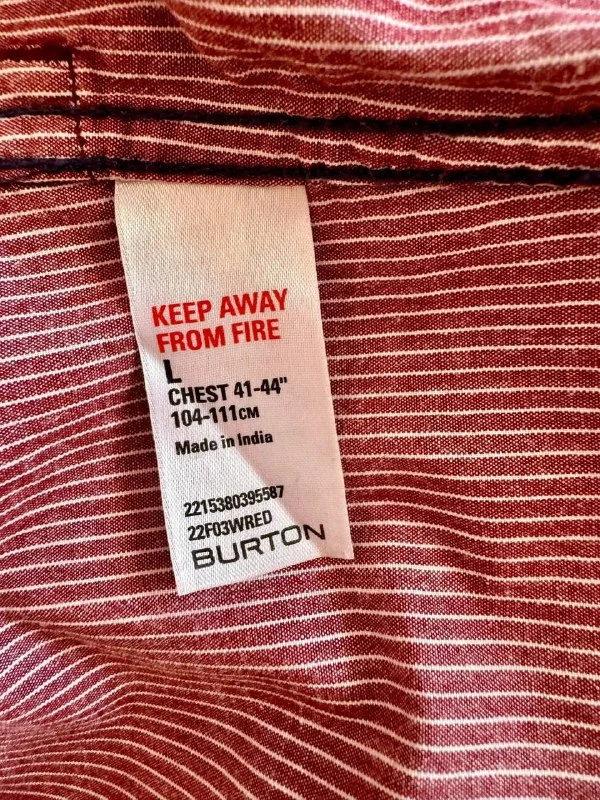 KEEP AWAY
FROM FIRE
L
CHEST 41-44"
104-111CM
Made in India
2215380395587
22F03WRED
BURTON